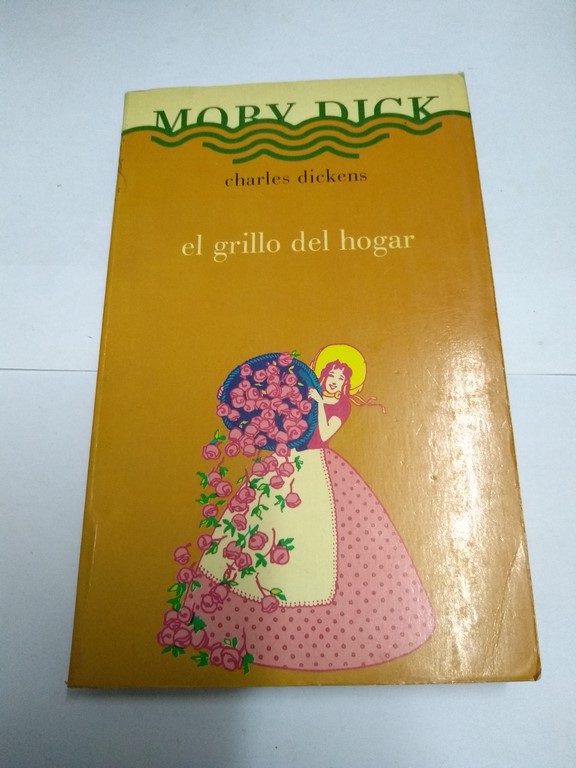 MOBY DICK
charles dickens
el grillo del hogar